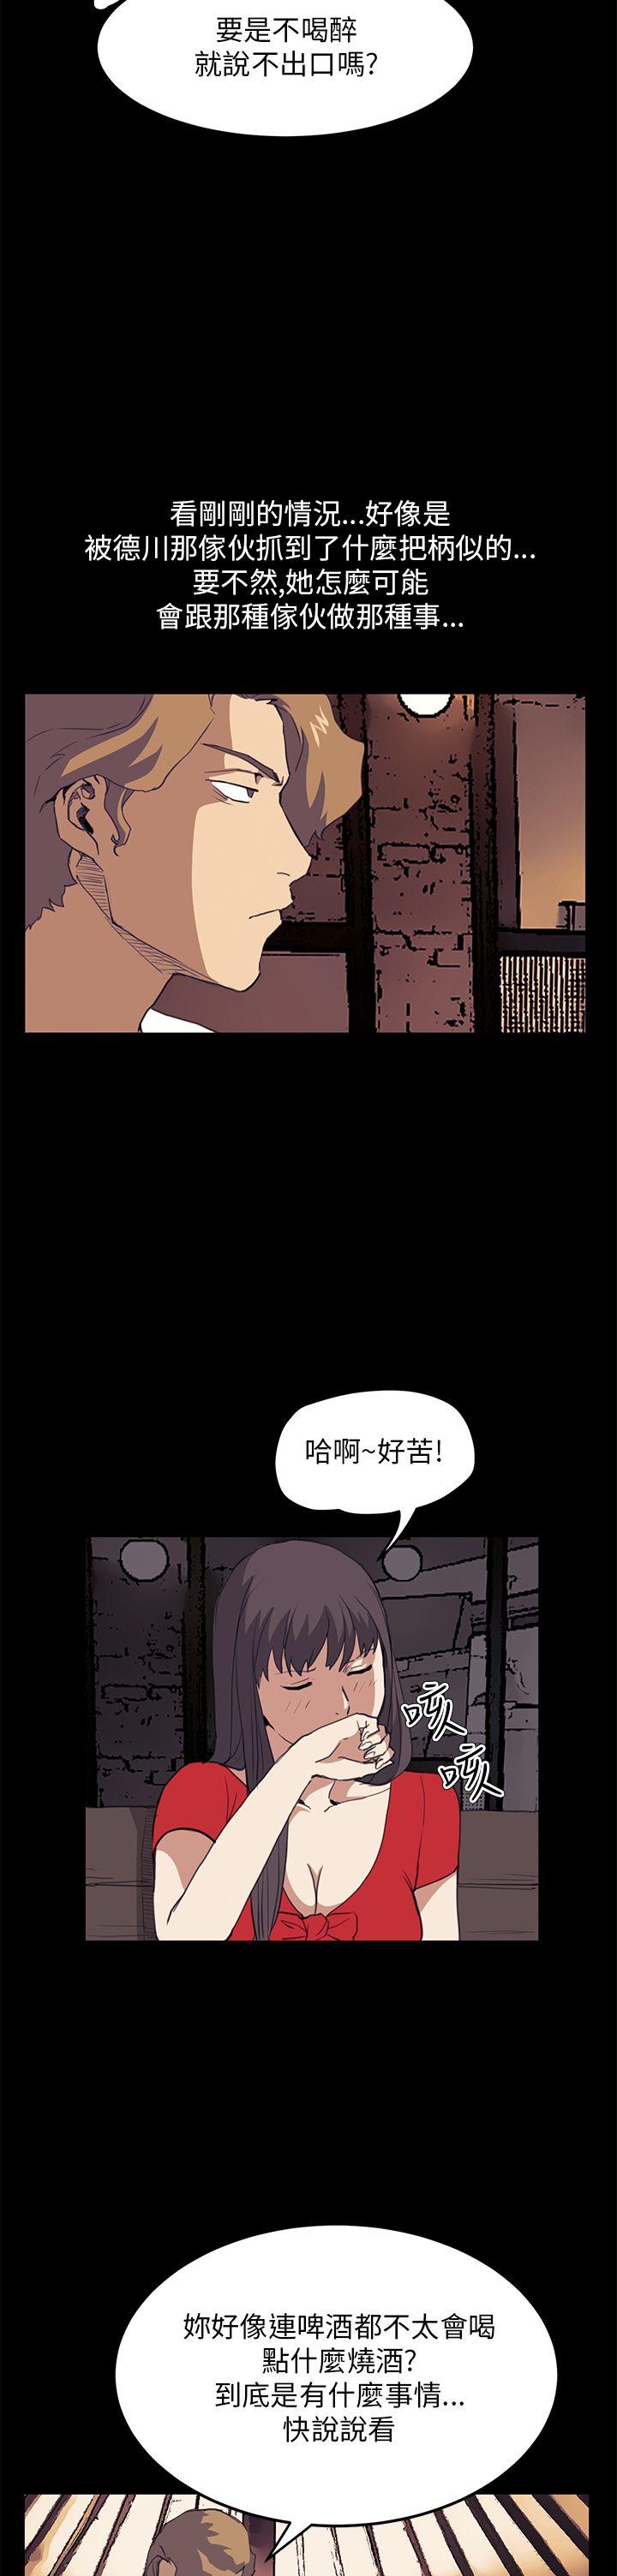 要是不喝醉
就說不出口嗎?
看剛剛的情況...好像是
被德川那傢伙抓到了什麼把柄似的...
要不然,她怎麼可能
會跟那種傢伙做那種事...
哈啊~好苦!
咳
咳
妳好像連啤酒都不太會喝
點什麼燒酒?
到底是有什麼事情...
快說說看